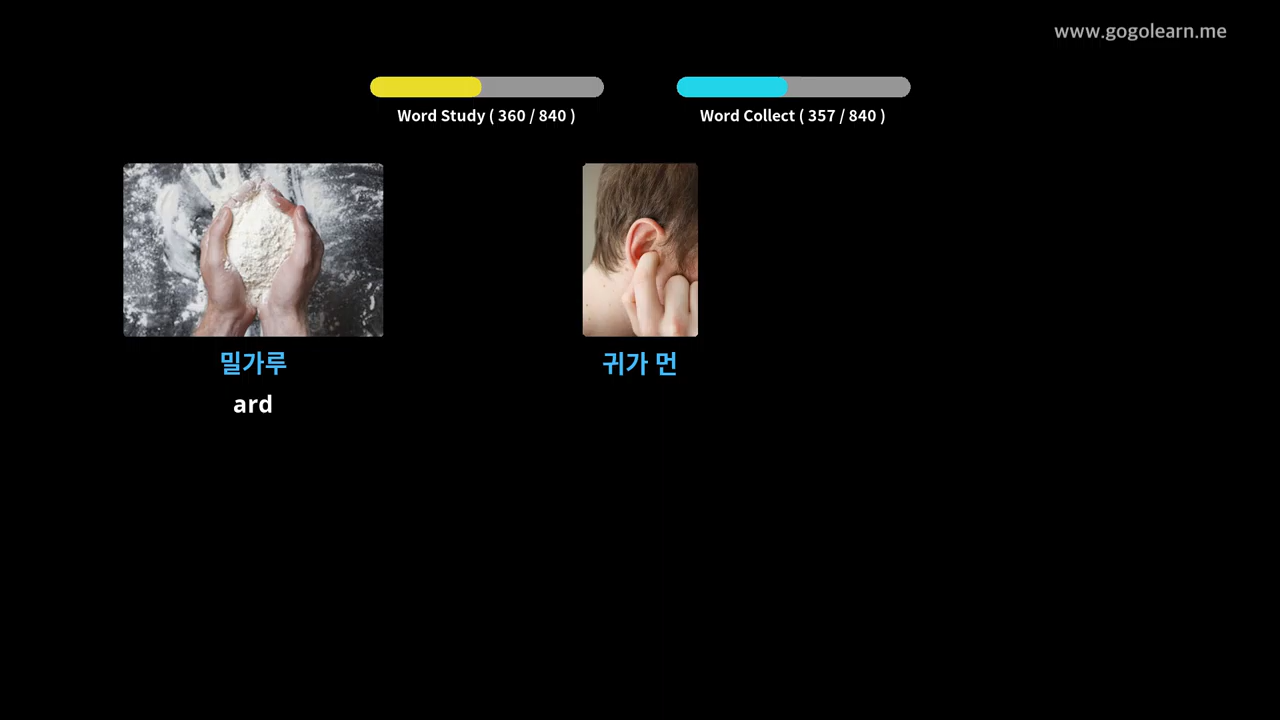 www.gogolearn.me
Word Study ( 360 / 840 )
Word Collect ( 357 / 840 )
밀가루
ard
귀가 먼